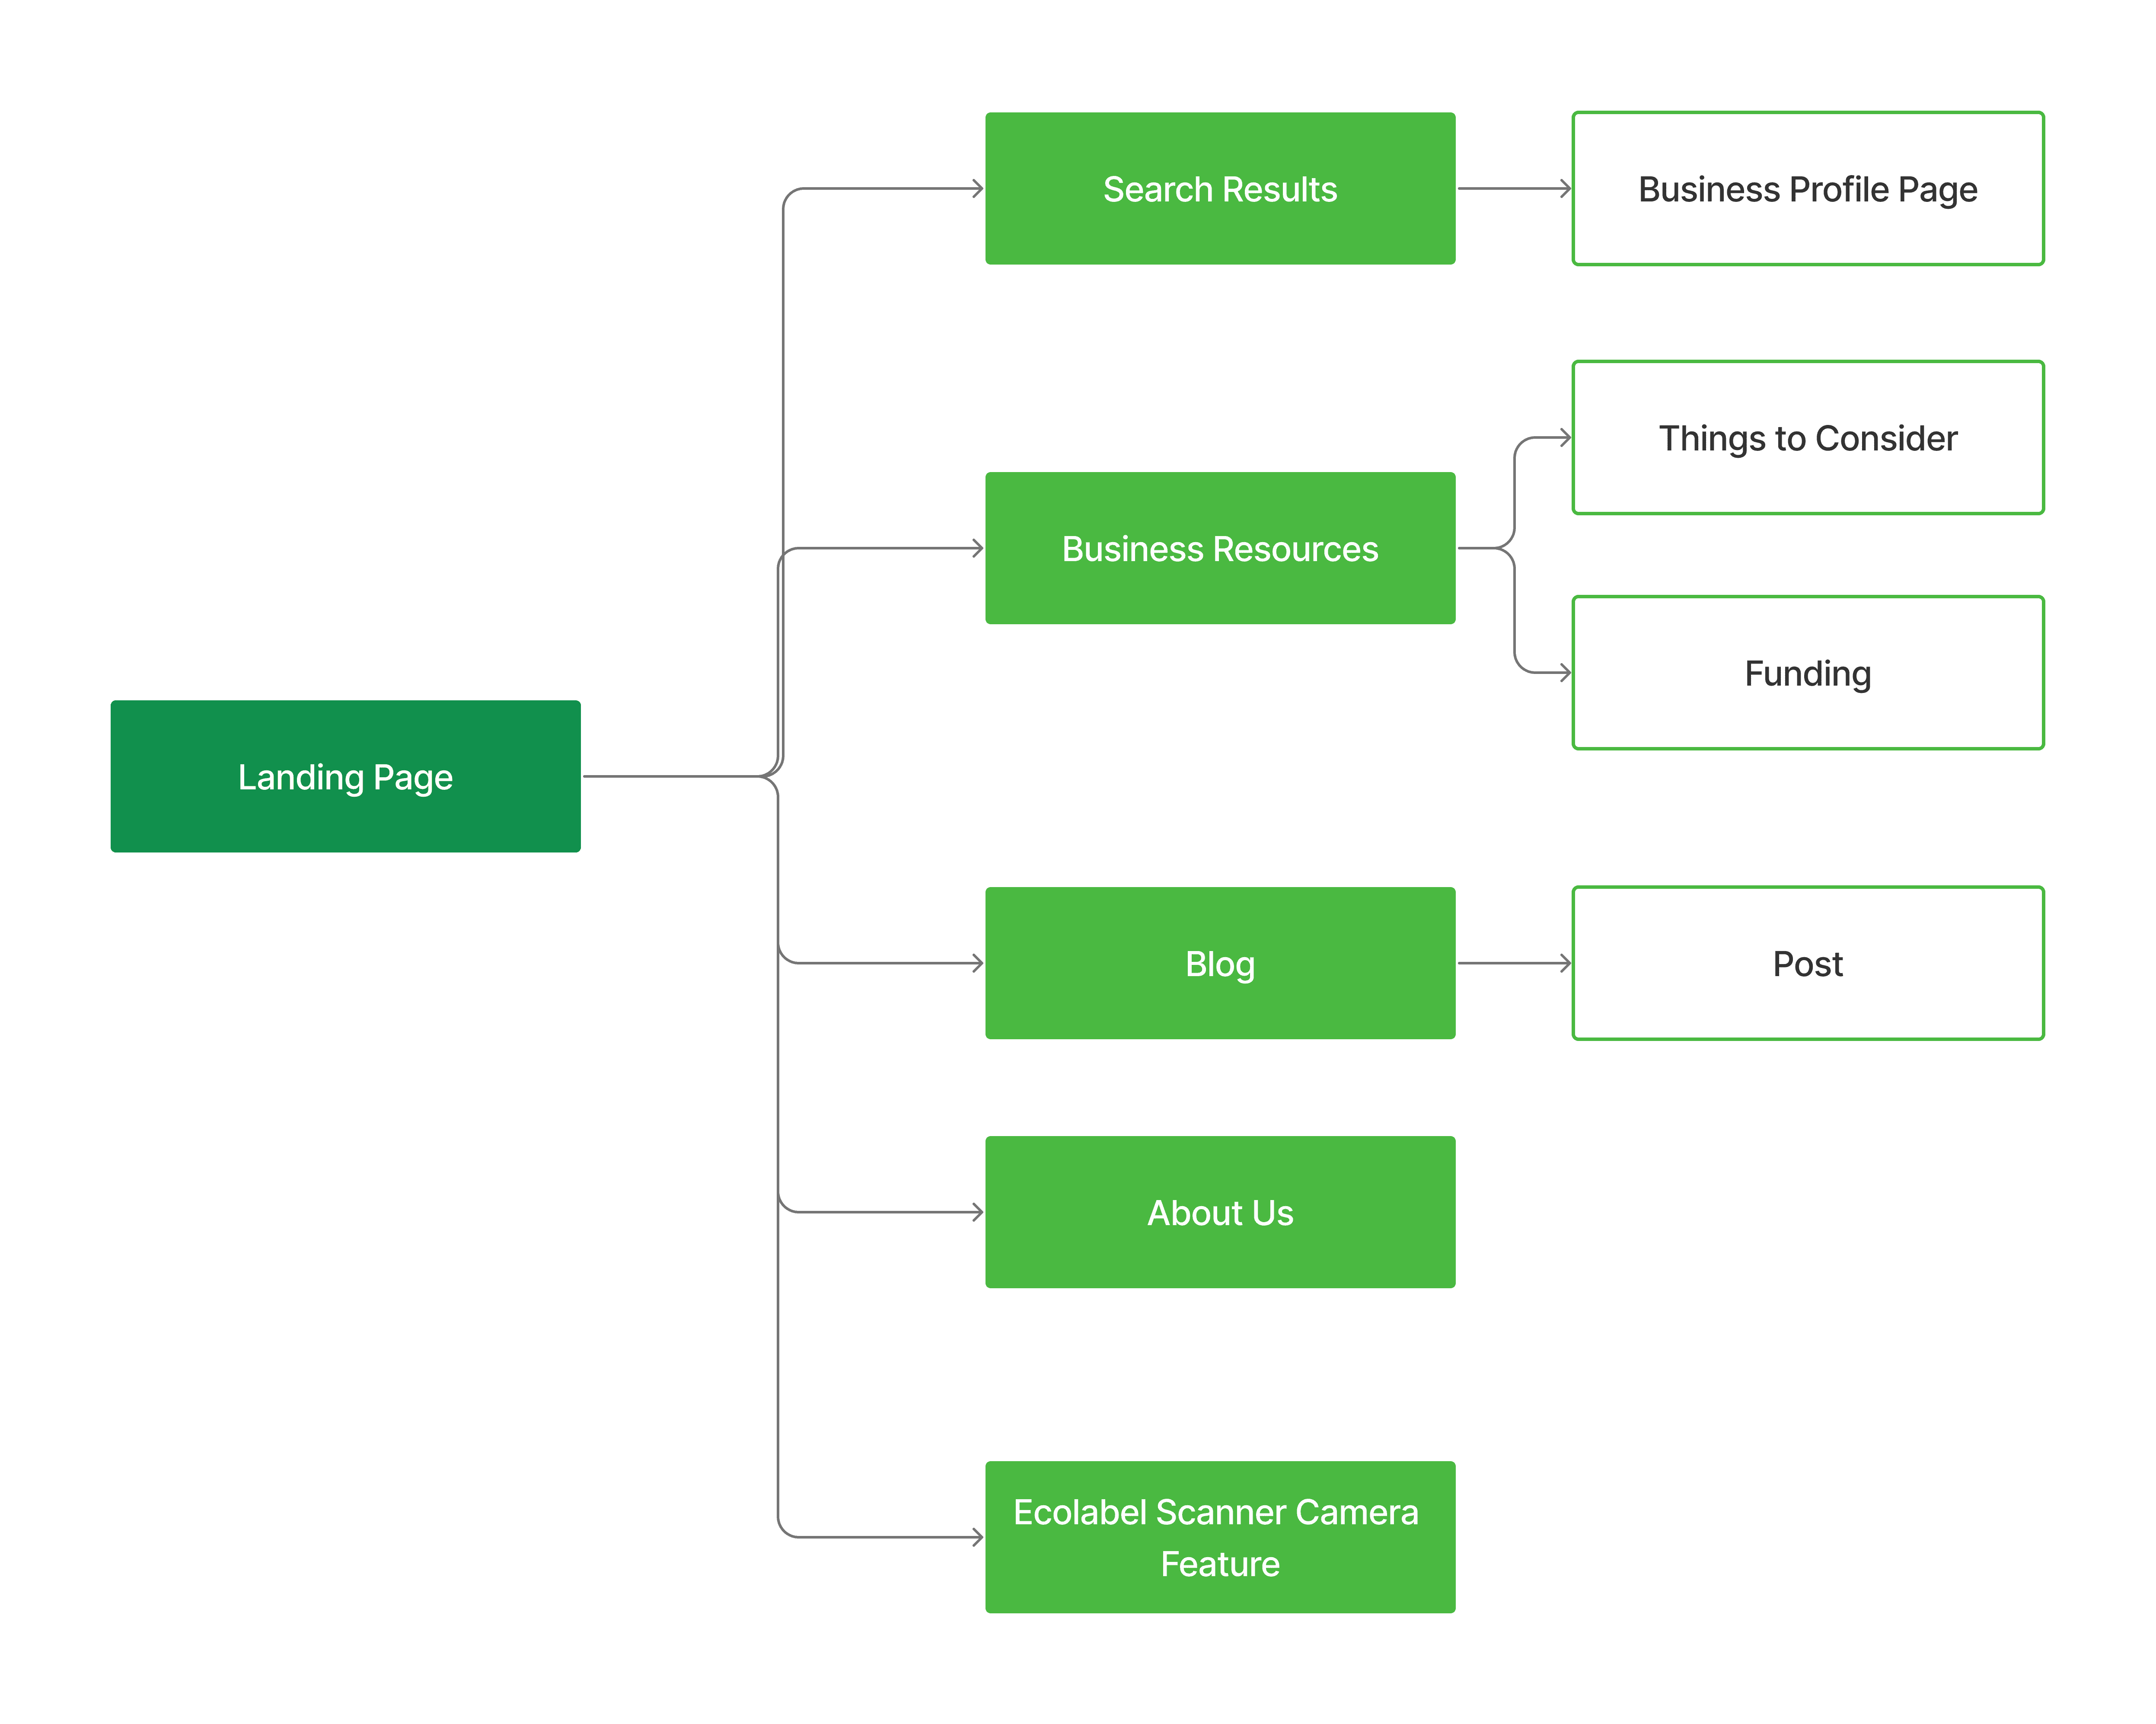 Search Results
Business Profile Page
Things to Consider
Business Resources
Funding
Landing Page
Blog
Post
About Us
Ecolabel Scanner Camera
Feature